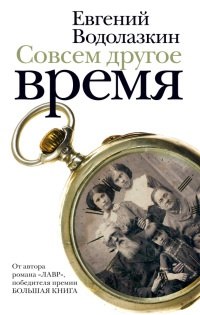 Евгений
Водолазкин
Совсем другое
время
От автора
романа «ЛАВР»,
победителя премии
БОЛЬШАЯ КНИГА